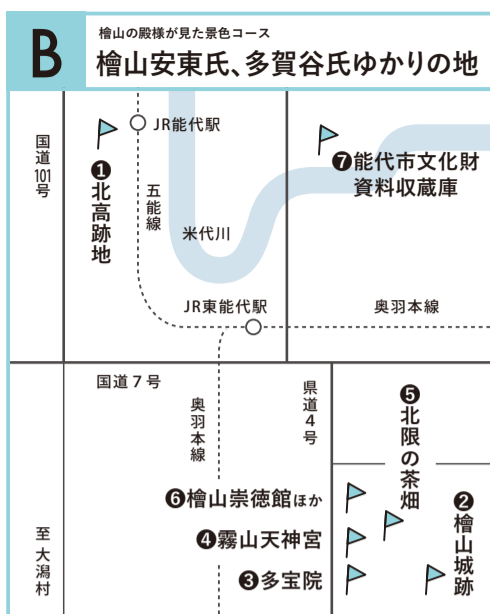 B
檜山の殿様が見た景色コース
檜山安東氏、多賀谷氏ゆかりの地
国道101号
❶北高跡地
JR能代駅
五能線
米代川
❼能代市文化財
資料収蔵庫
JR東能代駅
奥羽本線
国道7号
奥羽本線
県道4号
❺北限の茶畑
❷檜山城跡
❻檜山崇徳館ほか
❹霧山天神宮
❸多宝院
至 大潟村